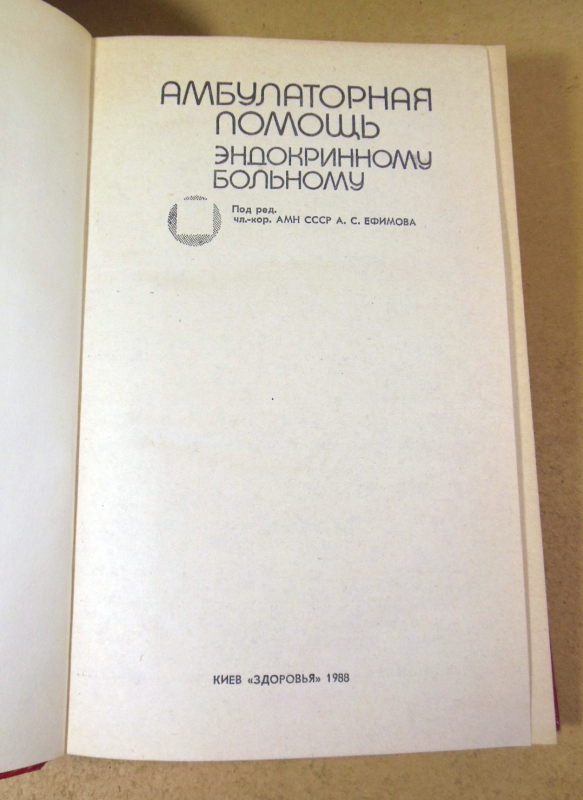 АМБУЛАТОРНАЯ
ПОМОЩЬ
ЭНДОКРИННОМУ
БОЛЬНОМУ
Под ред.
чл.-кор. АМН СССР А. С. ЕФИМОВА
КИЕВ «ЗДОРОВЬЯ» 1988